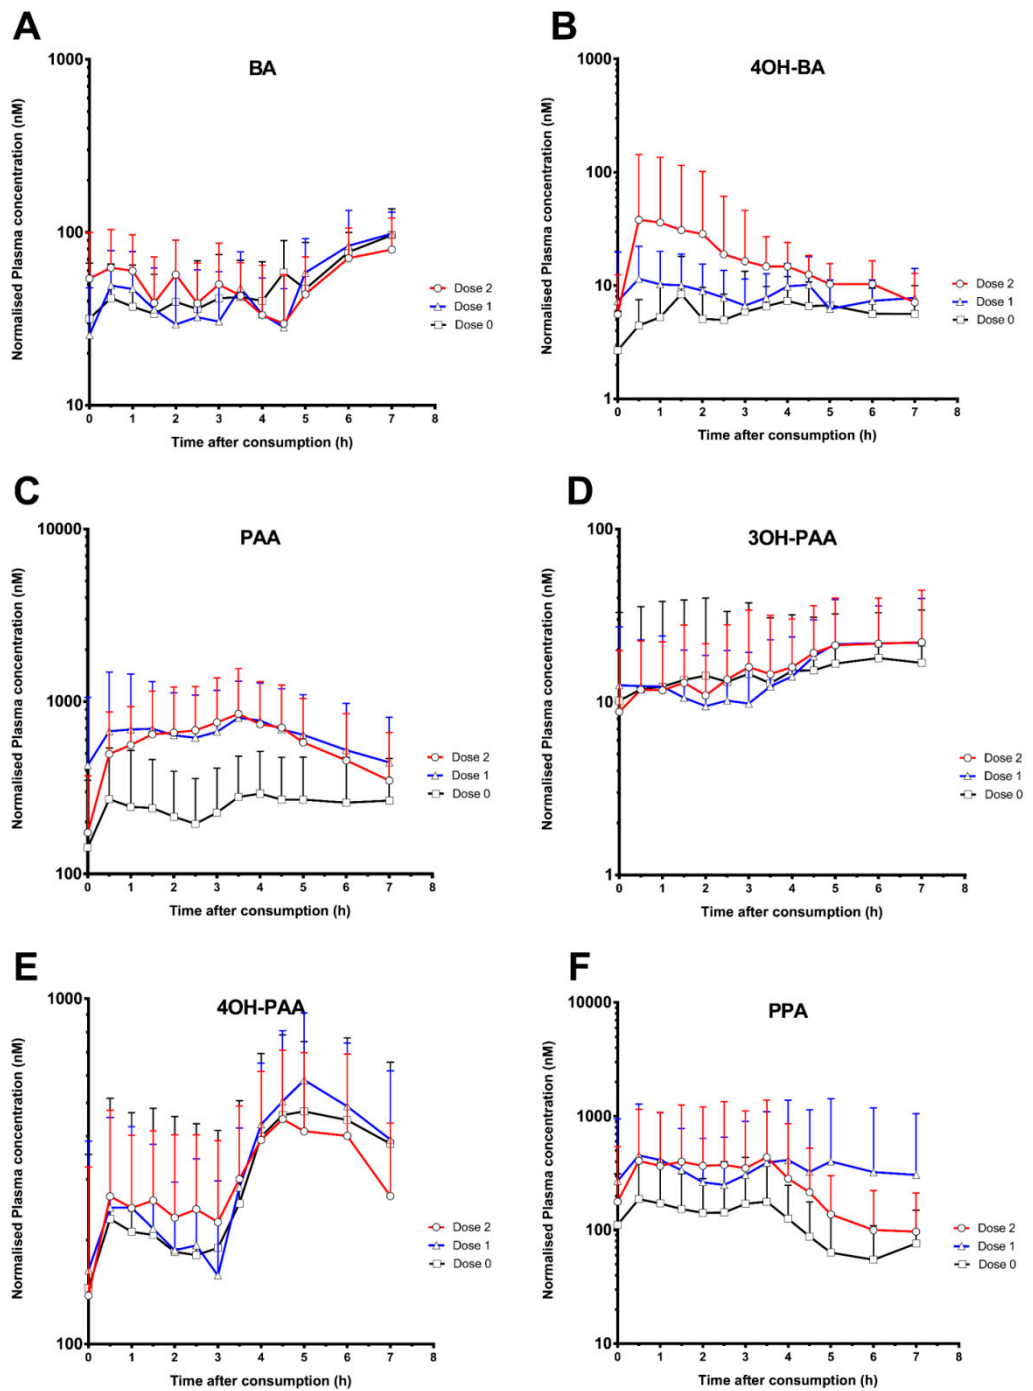 A
BA
Normalised Plasma concentration (nM)
1000
100
10
0 1 2 3 4 5 6 7 8
Time after consumption (h)
Dose 2
Dose 1
Dose 0
B
4OH-BA
Normalised Plasma concentration (nM)
1000
100
10
1
0 1 2 3 4 5 6 7 8
Time after consumption (h)
Dose 2
Dose 1
Dose 0
C
PAA
Normalised Plasma concentration (nM)
10000
1000
100
0 1 2 3 4 5 6 7 8
Time after consumption (h)
Dose 2
Dose 1
Dose 0
D
3OH-PAA
Normalised Plasma concentration (nM)
100
10
1
0 1 2 3 4 5 6 7 8
Time after consumption (h)
Dose 2
Dose 1
Dose 0
E
4OH-PAA
Normalised Plasma concentration (nM)
1000
100
0 1 2 3 4 5 6 7 8
Time after consumption (h)
Dose 2
Dose 1
Dose 0
F
PPA
Normalised Plasma concentration (nM)
10000
1000
100
10
0 1 2 3 4 5 6 7 8
Time after consumption (h)
Dose 2
Dose 1
Dose 0